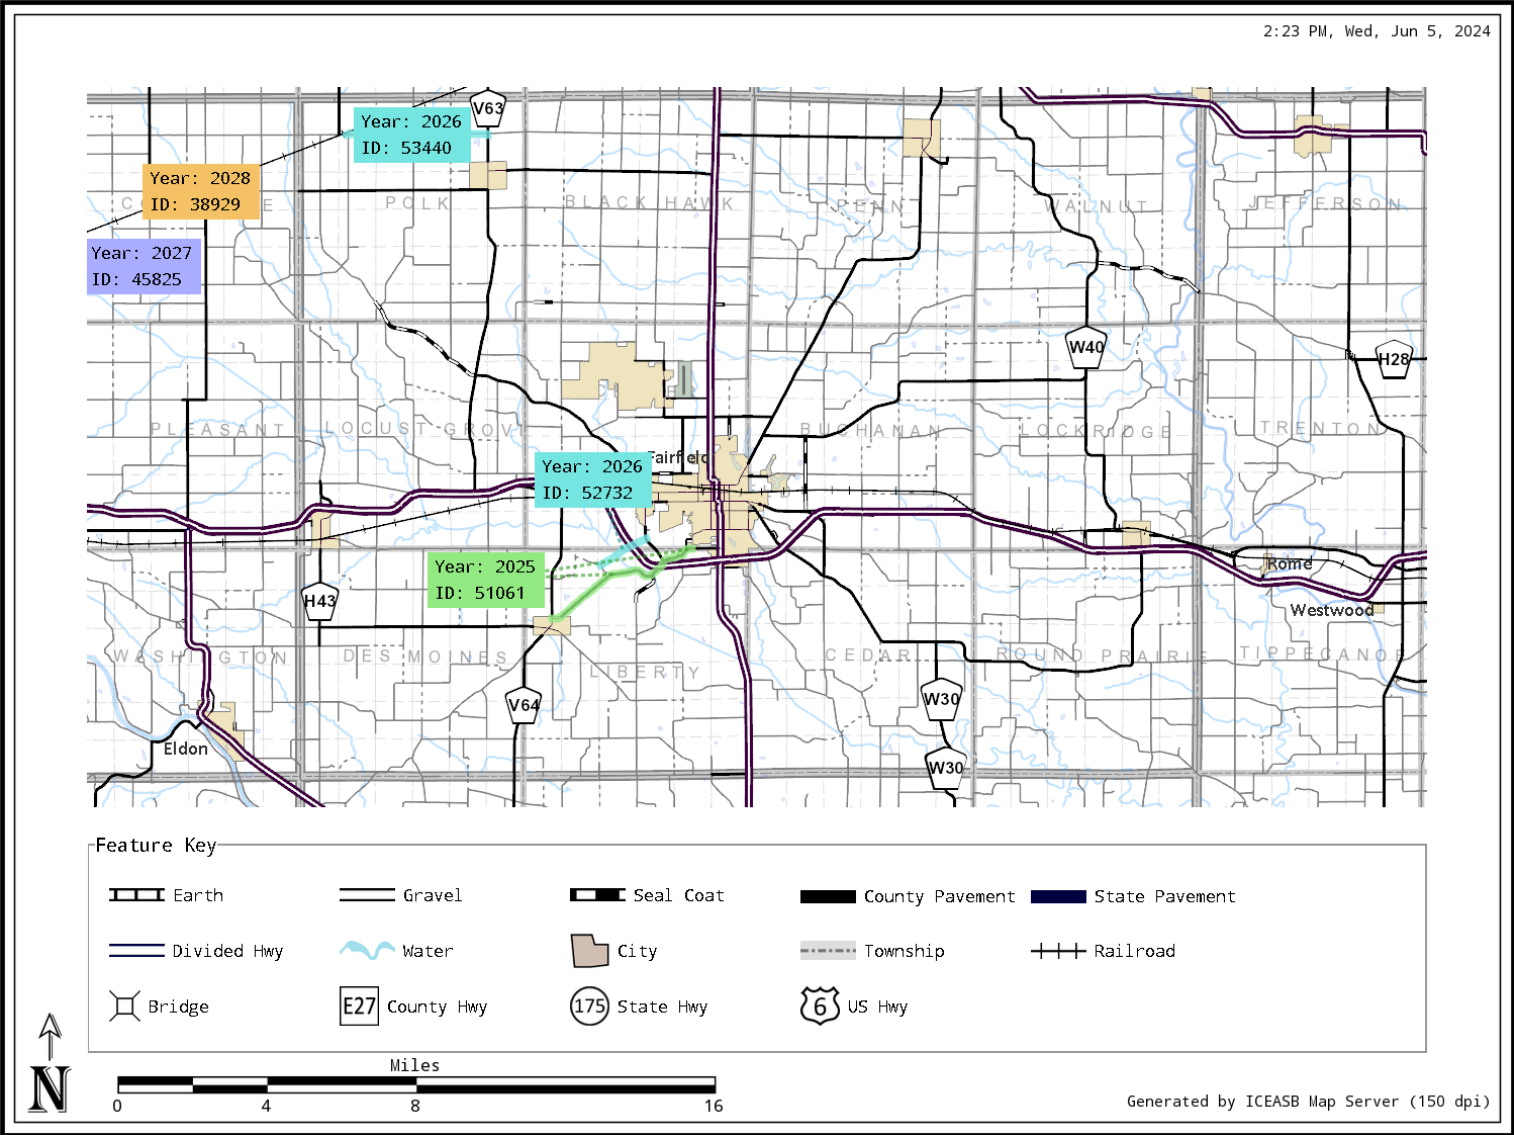 2:23 PM, Wed, Jun 5, 2024
V63
Year: 2026
ID: 53440
Year: 2028
ID: 38929
POLK
BLACK HAWK
PENN
WALNUT
JEFFERSON
Year: 2027
ID: 45825
W40
H28
PLEASANT
LOCUST GROV
BUCHANAN
LOCKRIDGE
TRENTON
Fairfield
Year: 2026
ID: 52732
Year: 2025
ID: 51061
Rome
H43
Westwood
WASHINGTON
DES MOINES
LIBERTY
CEDAR
ROUND PRAIRIE
TIPPECANOE
V64
W30
Eldon
W30
Feature Key
Earth
Gravel
Seal Coat
County Pavement
State Pavement
Divided Hwy
Water
City
Township
Railroad
Bridge
E27
County Hwy
175
State Hwy
6
US Hwy
N
Miles
0 4 8 16
Generated by ICEASB Map Server (150 dpi)